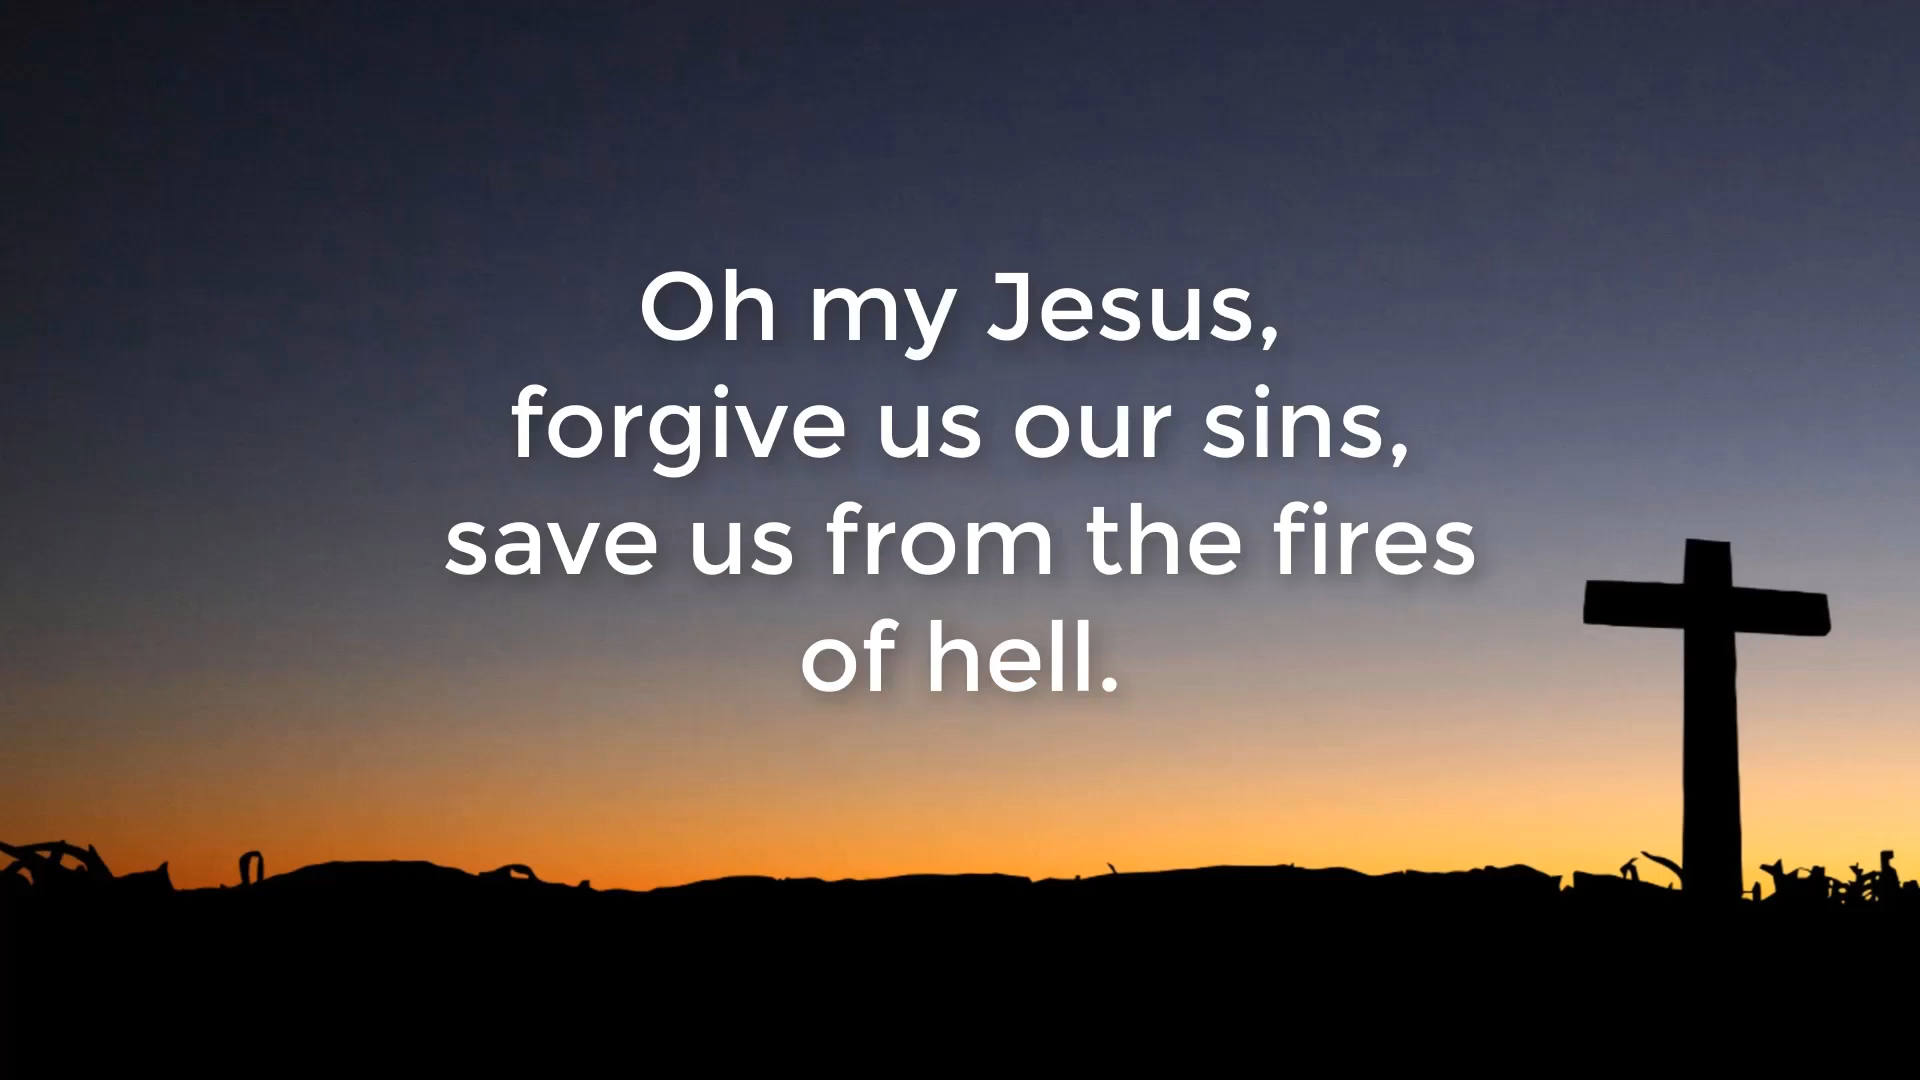 Oh my Jesus,
forgive us our sins,
save us from the fires
of hell.